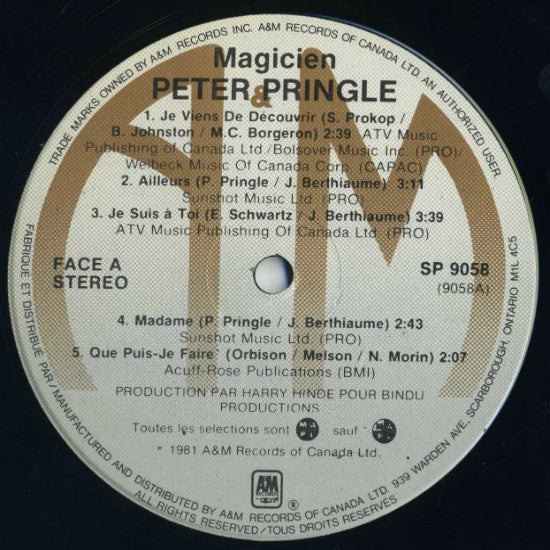 TRADE MARKS OWNED BY A&M RECORDS INC. A&M RECORDS OF CANADA LTD. AN AUTHORIZED USER
Magicien
PETER PRINGLE
&
1. Je Viens De Découvrir (S. Prokop /
B. Johnston / M.C. Borgeron) 2:39 ATV Music
Publishing of Canada Ltd / Bolsover Music Inc. (PRO)/
Welbeck Music Of Canada Corp. (CAPAC)
2. Ailleurs (P. Pringle / J. Berthiaume) 3:11
Sunshot Music Ltd (PRO)
3. Je Suis à Toi (E. Schwartz / J. Berthiaume) 3:39
ATV Music Publishing Of Canada Ltd. (PRO)
FACE A
STEREO
SP 9058
(9058A)
4. Madame (P. Pringle / J. Berthiaume) 2:43
Sunshot Music Ltd. (PRO)
5. Que Puis-Je Faire (Orbison / Melson / N. Morin) 2:07
Acuff-Rose Publications (BMI)
PRODUCTION PAR HARRY HINDE POUR BINDU
PRODUCTIONS
Toutes les selections sont MAPL sauf MAPL
° 1981 A&M Records of Canada Ltd.
A&M
RECORDS
®
FABRIQUE ET DISTRIBUÉ PAR/MANUFACTURED AND DISTRIBUTED BY A&M RECORDS OF CANADA LTD. 939 WARDEN AVE. SCARBOROUGH, ONTARIO M1L 4C5
ALL RIGHTS RESERVED/TOUS DROITS RÉSERVES